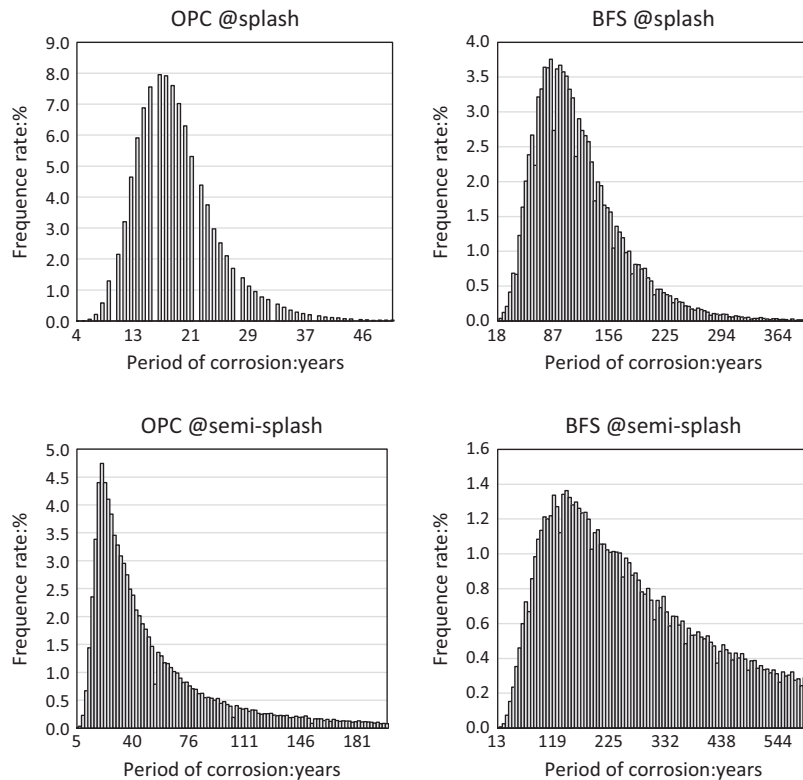 OPC @splash
9.0
8.0
7.0
6.0
5.0
4.0
3.0
2.0
1.0
0.0
Frequence rate:%
4 13 21 29 37 46
Period of corrosion:years
BFS @splash
4.0
3.5
3.0
2.5
2.0
1.5
1.0
0.5
0.0
Frequence rate:%
18 87 156 225 294 364
Period of corrosion:years
OPC @semi-splash
5.0
4.5
4.0
3.5
3.0
2.5
2.0
1.5
1.0
0.5
0.0
Frequence rate:%
5 40 76 111 146 181
Period of corrosion:years
BFS @semi-splash
1.6
1.4
1.2
1.0
0.8
0.6
0.4
0.2
0.0
Frequence rate:%
13 119 225 332 438 544
Period of corrosion:years